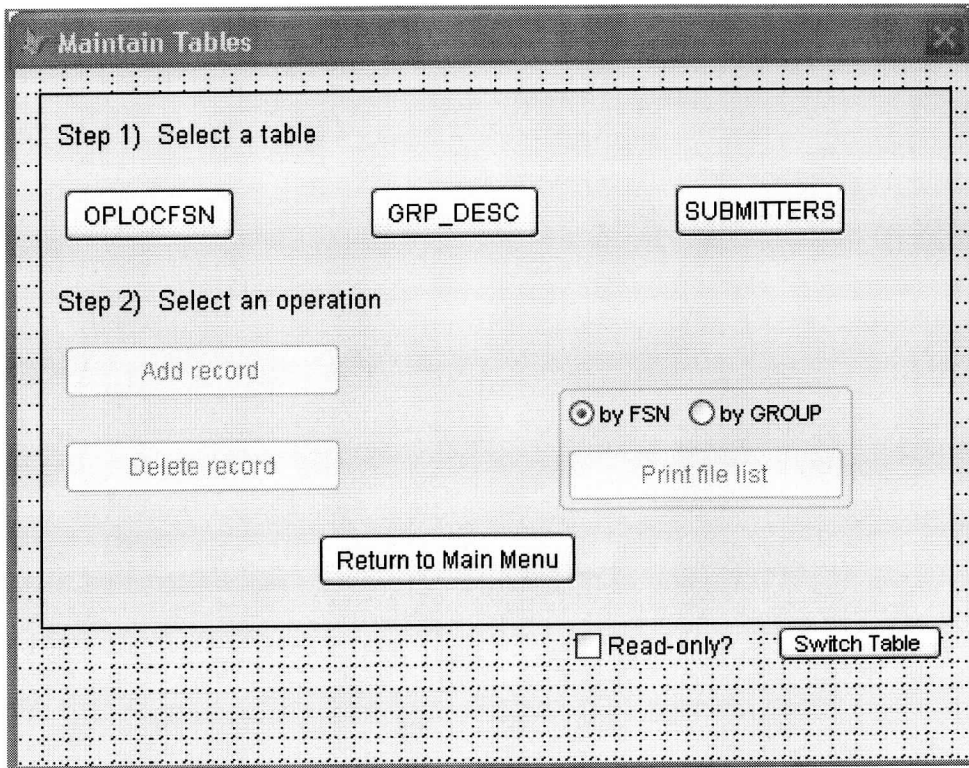 Maintain Tables
Step 1) Select a table
OPLOCFSN GRP_DESC SUBMITTERS
Step 2) Select an operation
Add record
by FSN by GROUP
Delete record
Print file list
Return to Main Menu
Read-only? Switch Table